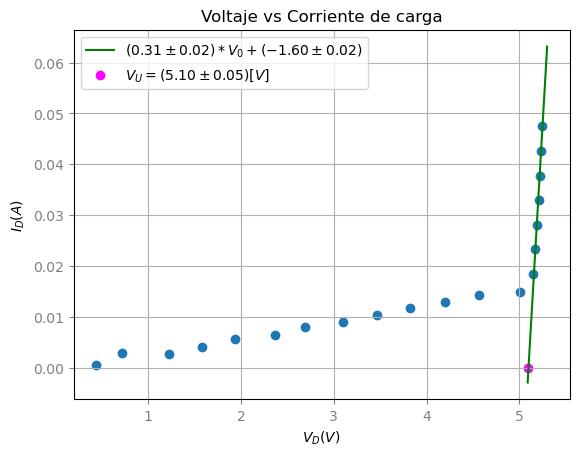 Voltaje vs Corriente de carga
(0.31 ± 0.02) * V_0 + (−1.60 ± 0.02)
V_U = (5.10 ± 0.05)[V]
0.06
0.05
0.04
0.03
0.02
0.01
0.00
I_D(A)
1 2 3 4 5
V_D(V)